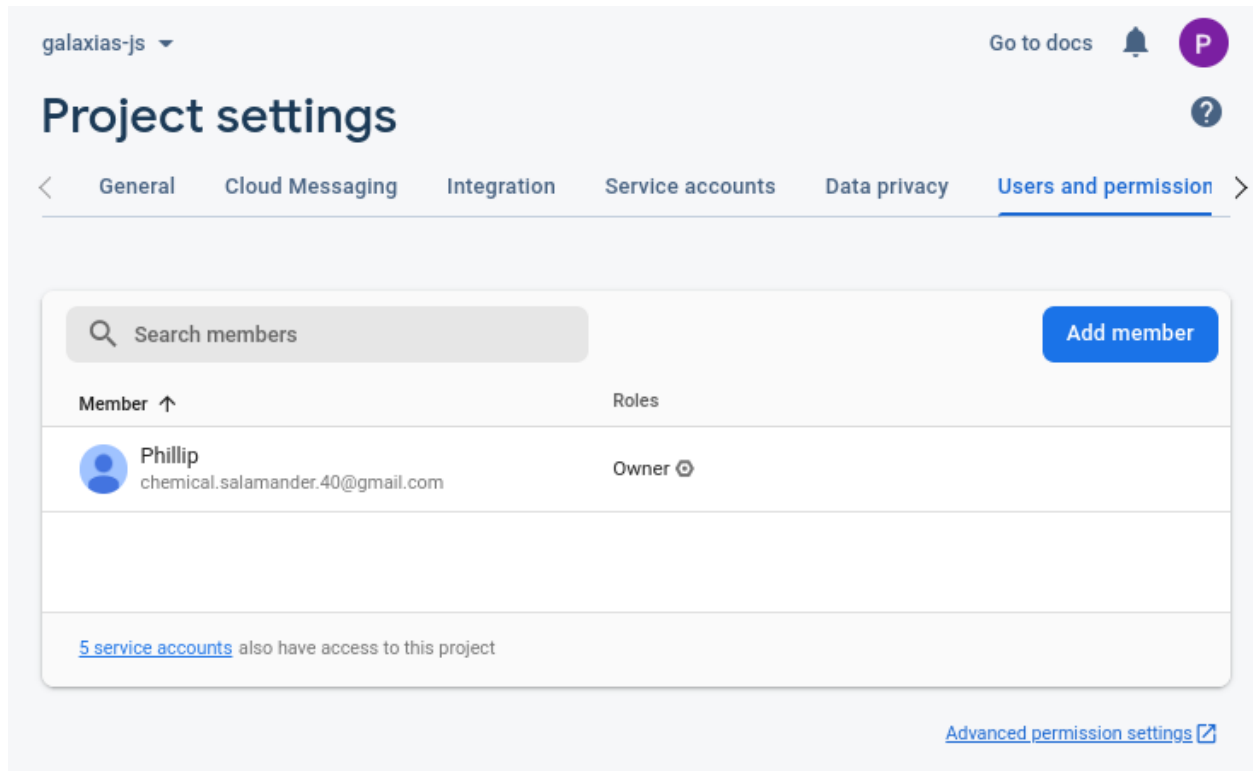 galaxias-js
Go to docs
P
Project settings
?
General Cloud Messaging Integration Service accounts Data privacy Users and permission
Search members
Add member
Member Roles
Phillip
chemical.salamander.40@gmail.com
Owner
5 service accounts also have access to this project
Advanced permission settings